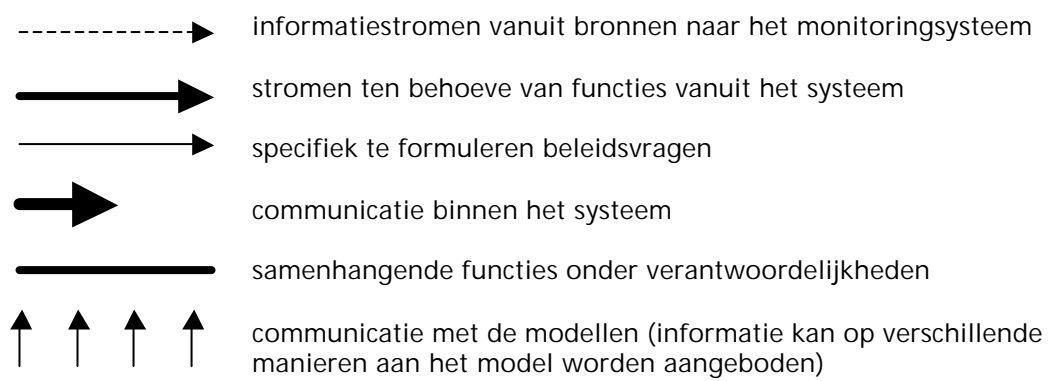 informatiestromen vanuit bronnen naar het monitoringsysteem
stromen ten behoeve van functies vanuit het systeem
specifiek te formuleren beleidsvragen
communicatie binnen het systeem
samenhangende functies onder verantwoordelijkheden
communicatie met de modellen (informatie kan op verschillende
manieren aan het model worden aangeboden)